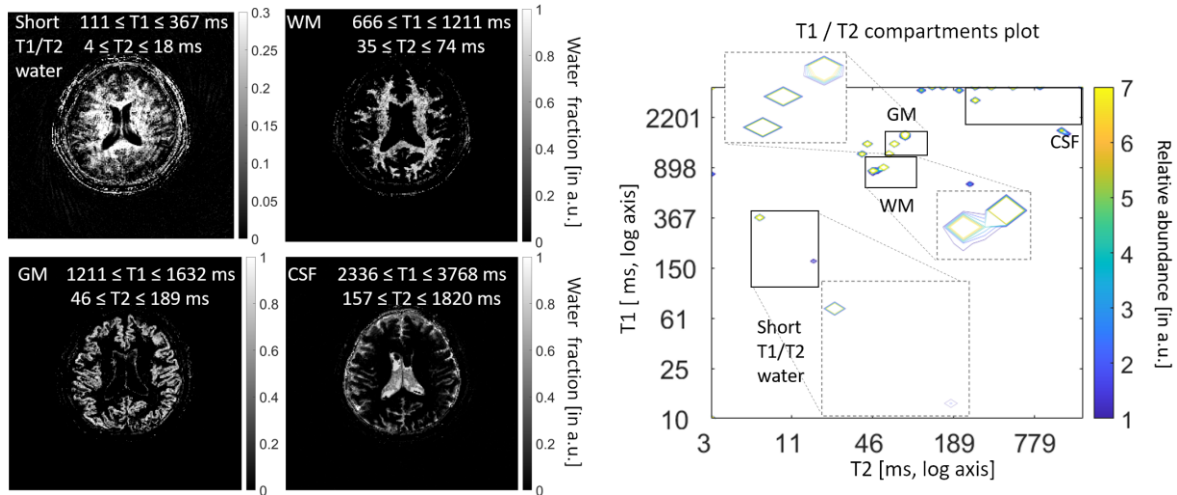 Short 111 ≤ T1 ≤ 367 ms
T1/T2 4 ≤ T2 ≤ 18 ms
water
0.3
0.25
0.2
0.15
0.1
0.05
0
WM 666 ≤ T1 ≤ 1211 ms
35 ≤ T2 ≤ 74 ms
1
0.8
0.6
0.4
0.2
0
Water fraction [in a.u.]
GM 1211 ≤ T1 ≤ 1632 ms
46 ≤ T2 ≤ 189 ms
1
0.8
0.6
0.4
0.2
0
CSF 2336 ≤ T1 ≤ 3768 ms
157 ≤ T2 ≤ 1820 ms
1
0.8
0.6
0.4
0.2
0
Water fraction [in a.u.]
T1 / T2 compartments plot
T1 [ ms, log axis]
2201
898
367
150
61
25
10
GM
CSF
WM
Short
T1/T2
water
3 11 46 189 779
T2 [ms, log axis]
7
6
5
4
3
2
1
Relative abundance [in a.u.]